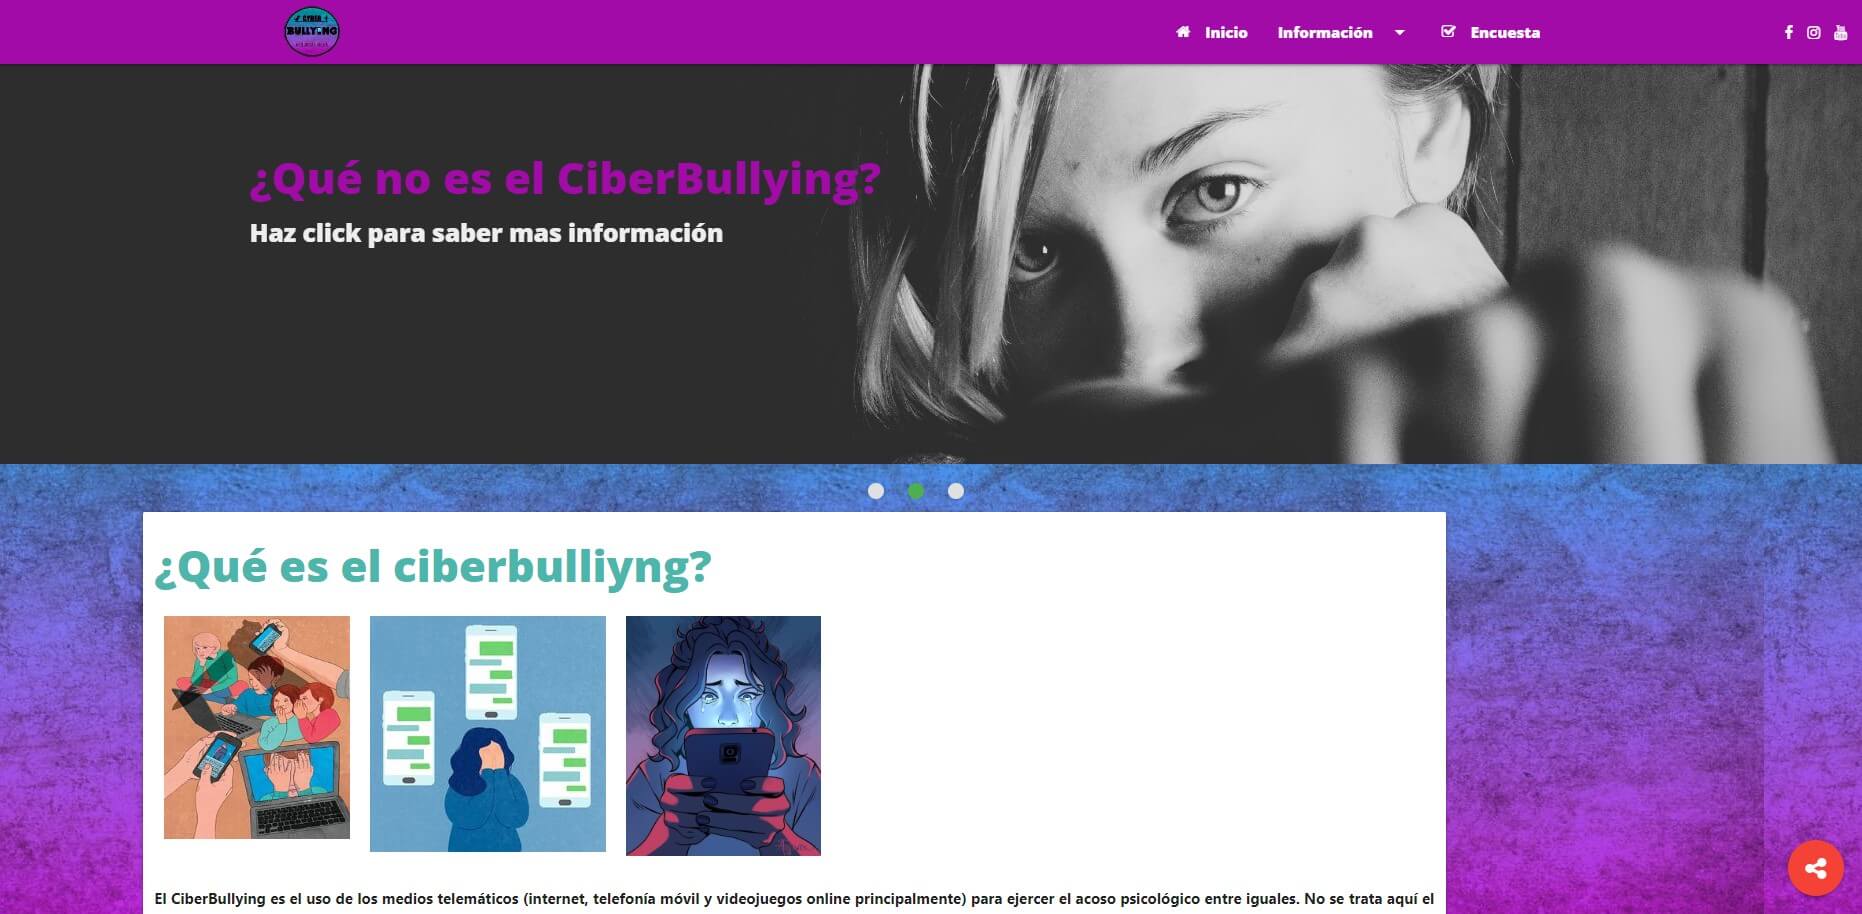 CYBER
BULLYING
Inicio
Información
Encuesta
¿Qué no es el CiberBullying?
Haz click para saber mas información
¿Qué es el ciberbulliyng?
El CiberBullying es el uso de los medios telemáticos (internet, telefonía móvil y videojuegos online principalmente) para ejercer el acoso psicológico entre iguales. No se trata aquí el